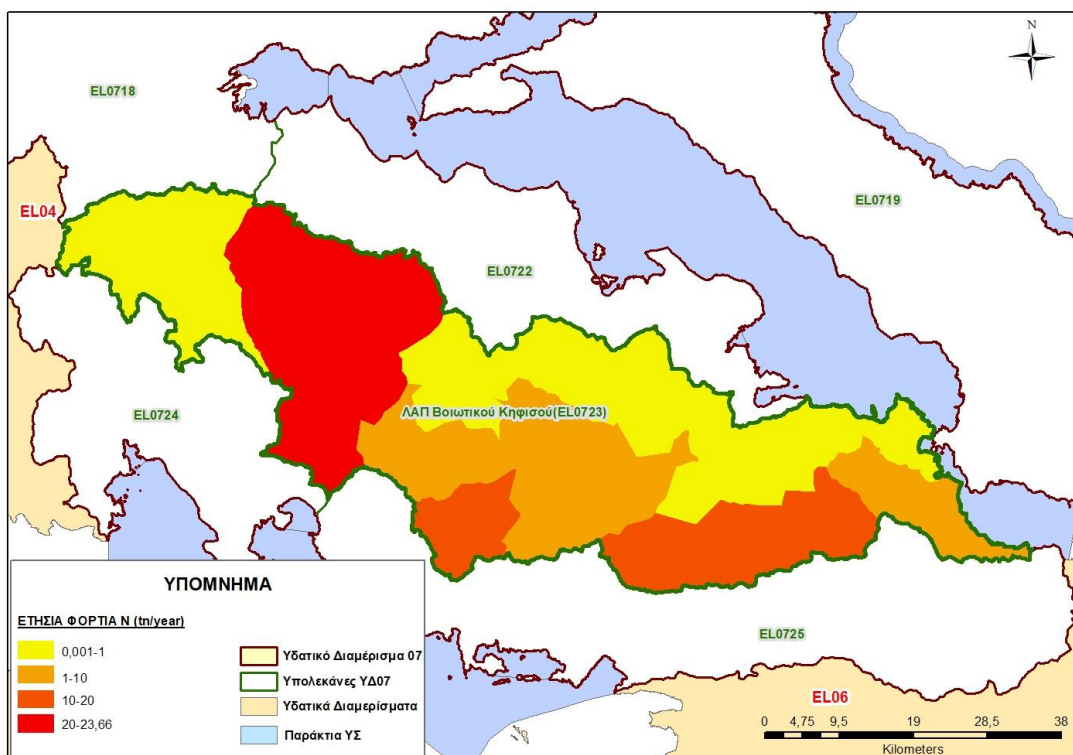 N
EL0718
EL04
EL0719
EL0722
EL0724
ΛΑΠ Βοιωτικού Κηφισού(EL0723)
EL0725
EL06
ΥΠΟΜΝΗΜΑ
ΕΤΗΣΙΑ ΦΟΡΤΙΑ Ν (tn/year)
0,001-1
1-10
10-20
20-23,66
Υδατικό Διαμέρισμα 07
Υπολεκάνες ΥΔ07
Υδατικά Διαμερίσματα
Παράκτια ΥΣ
0 4,75 9,5 19 28,5 38
Kilometers